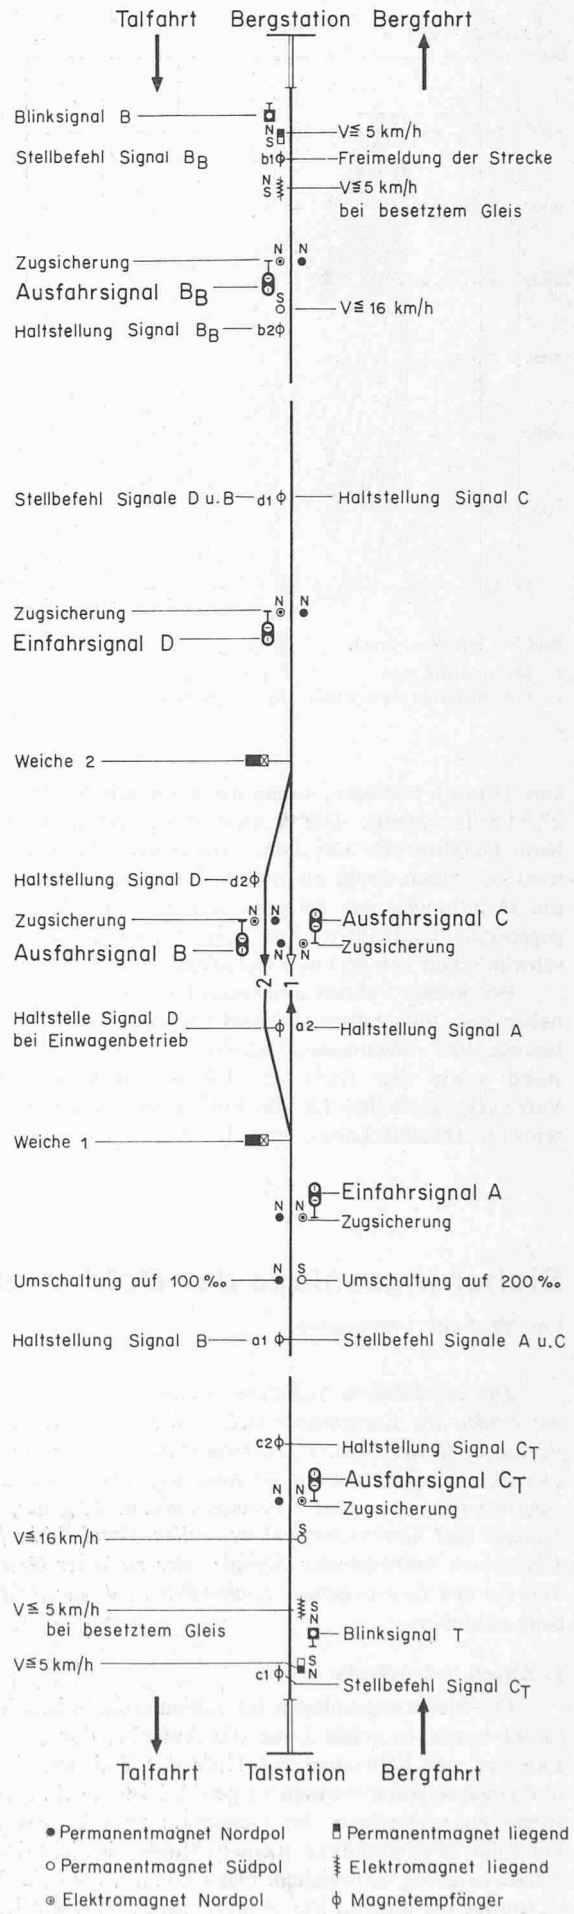 Talfahrt Bergstation Bergfahrt
Blinksignal B
N
S
V≦ 5 km/h
Stellbefehl Signal BB b1 Freimeldung der Strecke
N
S
V≦5 km/h
bei besetztem Gleis
N N
Zugsicherung
Ausfahrsignal BB
S
V≦ 16 km/h
Haltstellung Signal BB b2
Stellbefehl Signale D u.B d1 Haltstellung Signal C
N N
Zugsicherung
Einfahrsignal D
Weiche 2
Haltstellung Signal D d2
N N
Zugsicherung
Ausfahrsignal C
Ausfahrsignal B
Zugsicherung
N N
2 1
Haltstelle Signal D
bei Einwagenbetrieb
a2 Haltstellung Signal A
Weiche 1
Einfahrsignal A
N N
Zugsicherung
N S
Umschaltung auf 100‰ Umschaltung auf 200‰
Haltstellung Signal B a1 Stellbefehl Signale A u.C
c2 Haltstellung Signal CT
Ausfahrsignal CT
N N
Zugsicherung
V≦16 km/h
S
V≦ 5 km/h
bei besetztem Gleis
S
N
Blinksignal T
V≦5 km/h
S
N
c1 Stellbefehl Signal CT
Talfahrt Talstation Bergfahrt
Permanentmagnet Nordpol Permanentmagnet liegend
Permanentmagnet Südpol Elektromagnet liegend
Elektromagnet Nordpol Magnetempfänger